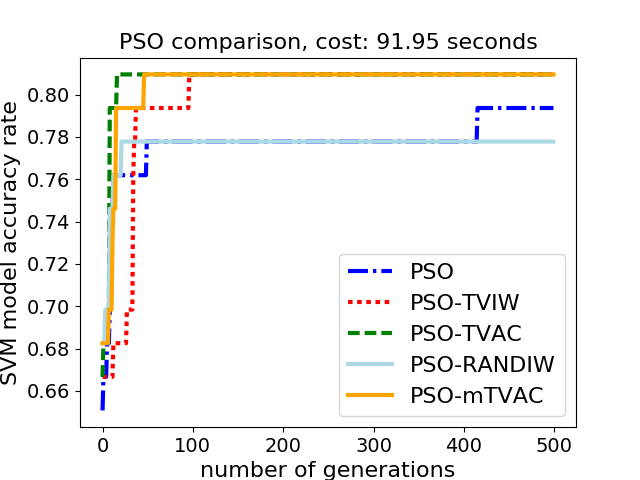 PSO comparison, cost: 91.95 seconds
SVM model accuracy rate
0.80
0.78
0.76
0.74
0.72
0.70
0.68
0.66
PSO
PSO-TVIW
PSO-TVAC
PSO-RANDIW
PSO-mTVAC
0 100 200 300 400 500
number of generations